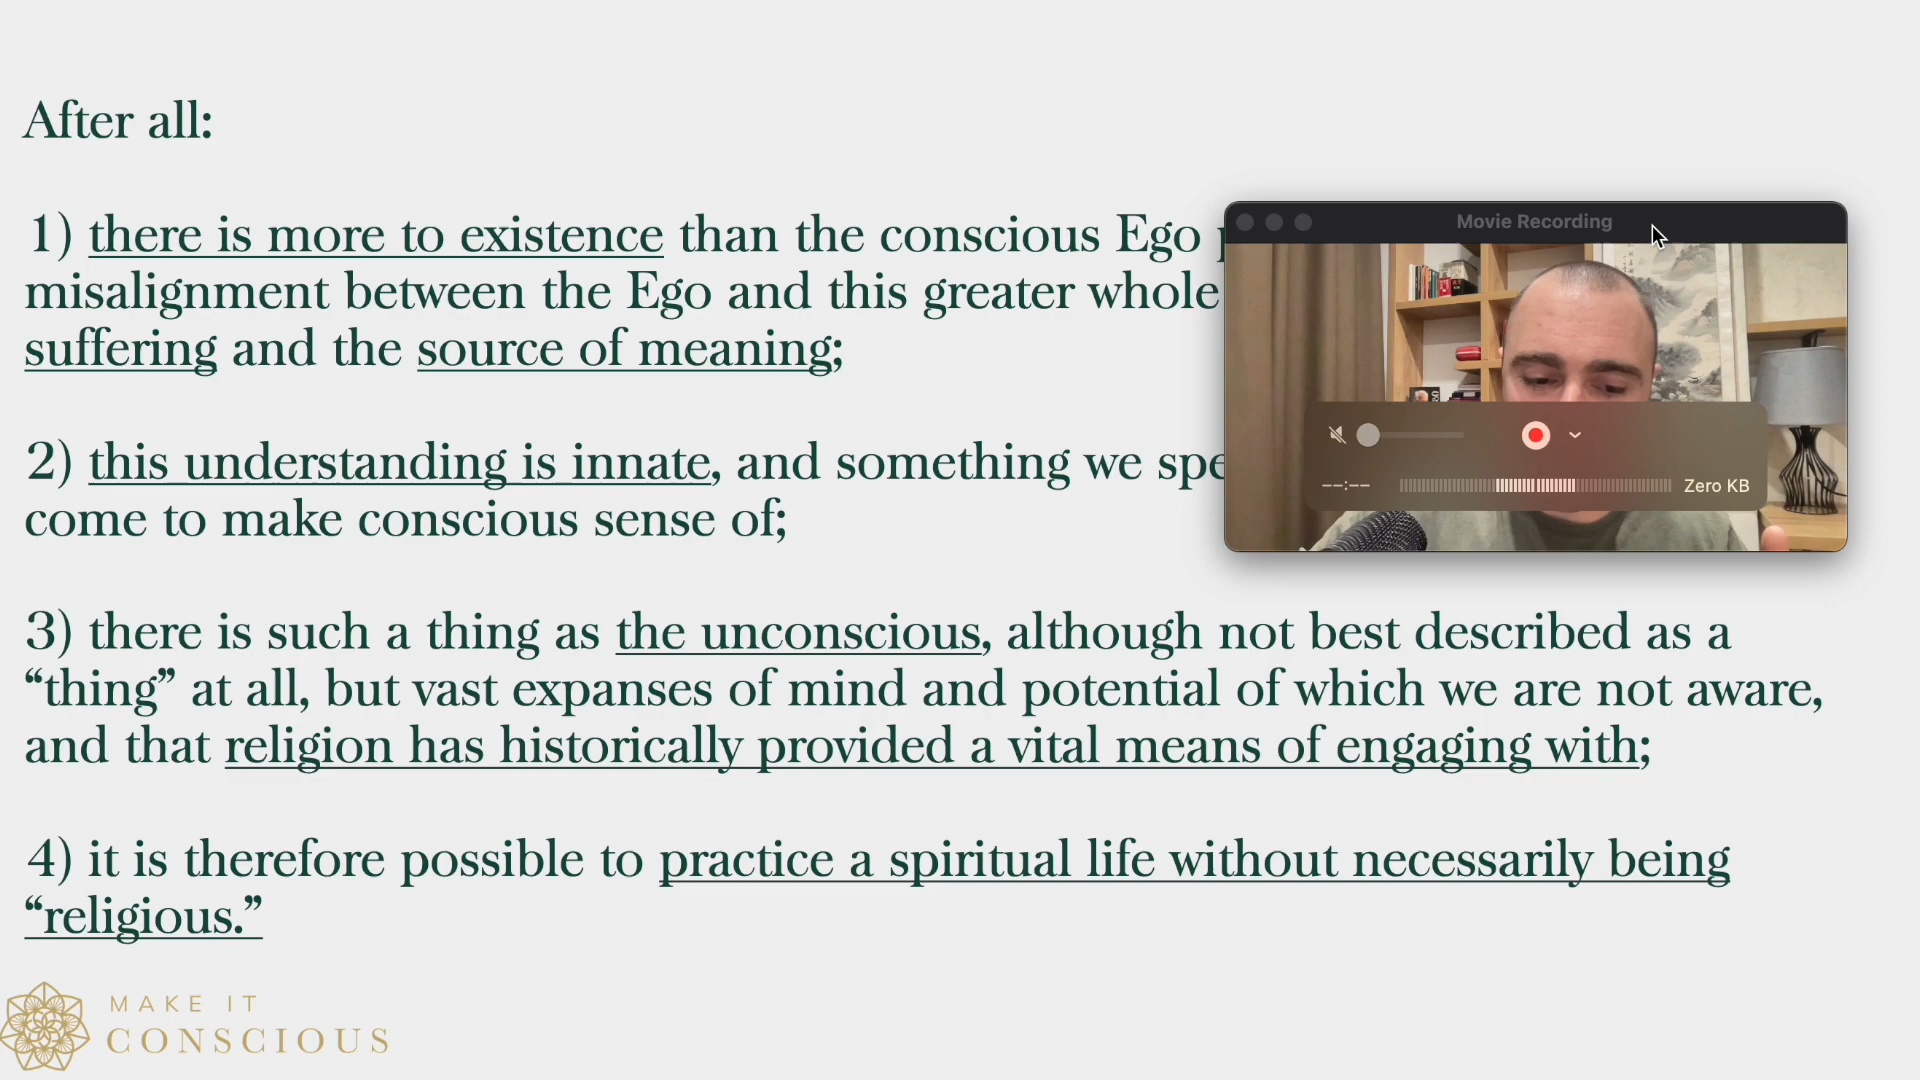 After all:
1) there is more to existence than the conscious Ego
misalignment between the Ego and this greater whole
suffering and the source of meaning;
2) this understanding is innate, and something we
come to make conscious sense of;
3) there is such a thing as the unconscious, although not best described as a
“thing” at all, but vast expanses of mind and potential of which we are not aware,
and that religion has historically provided a vital means of engaging with;
4) it is therefore possible to practice a spiritual life without necessarily being
“religious.”
Movie Recording
--:--
Zero KB
MAKE IT
CONSCIOUS